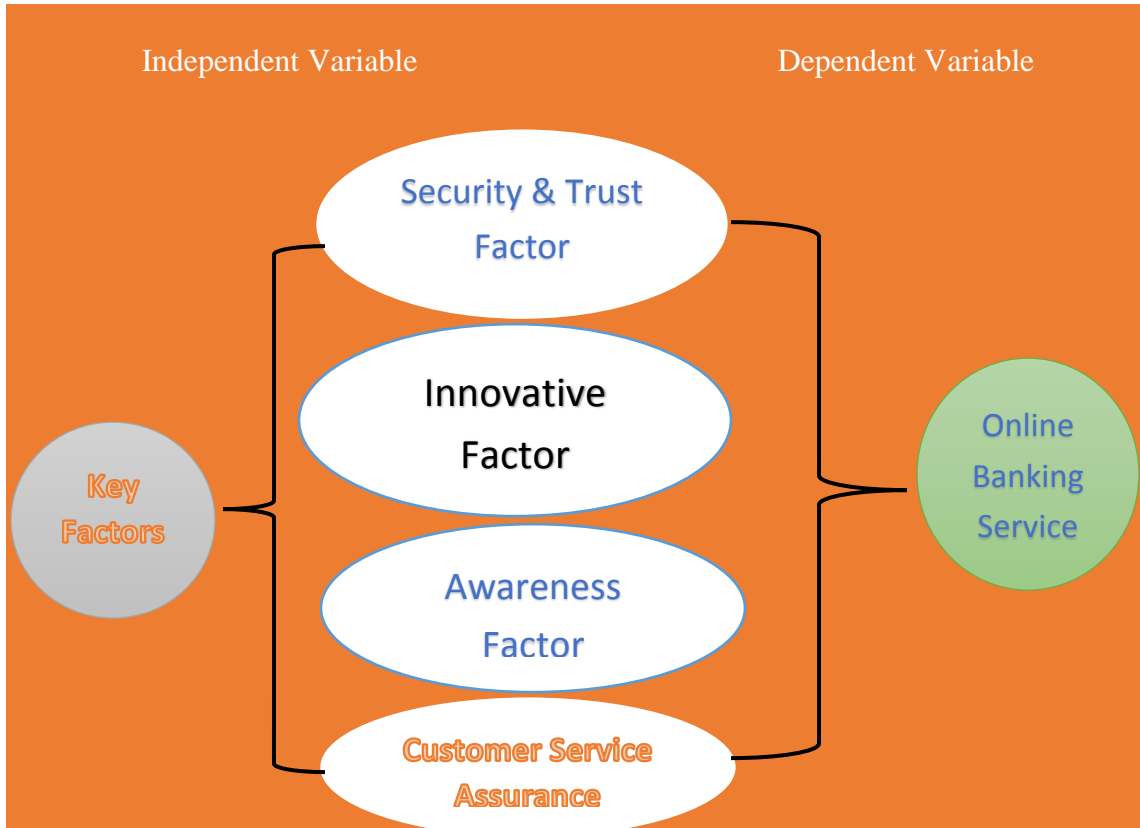 Independent Variable
Dependent Variable
Security & Trust
Factor
Innovative
Factor
Key
Factors
Online
Banking
Service
Awareness
Factor
Customer Service
Assurance